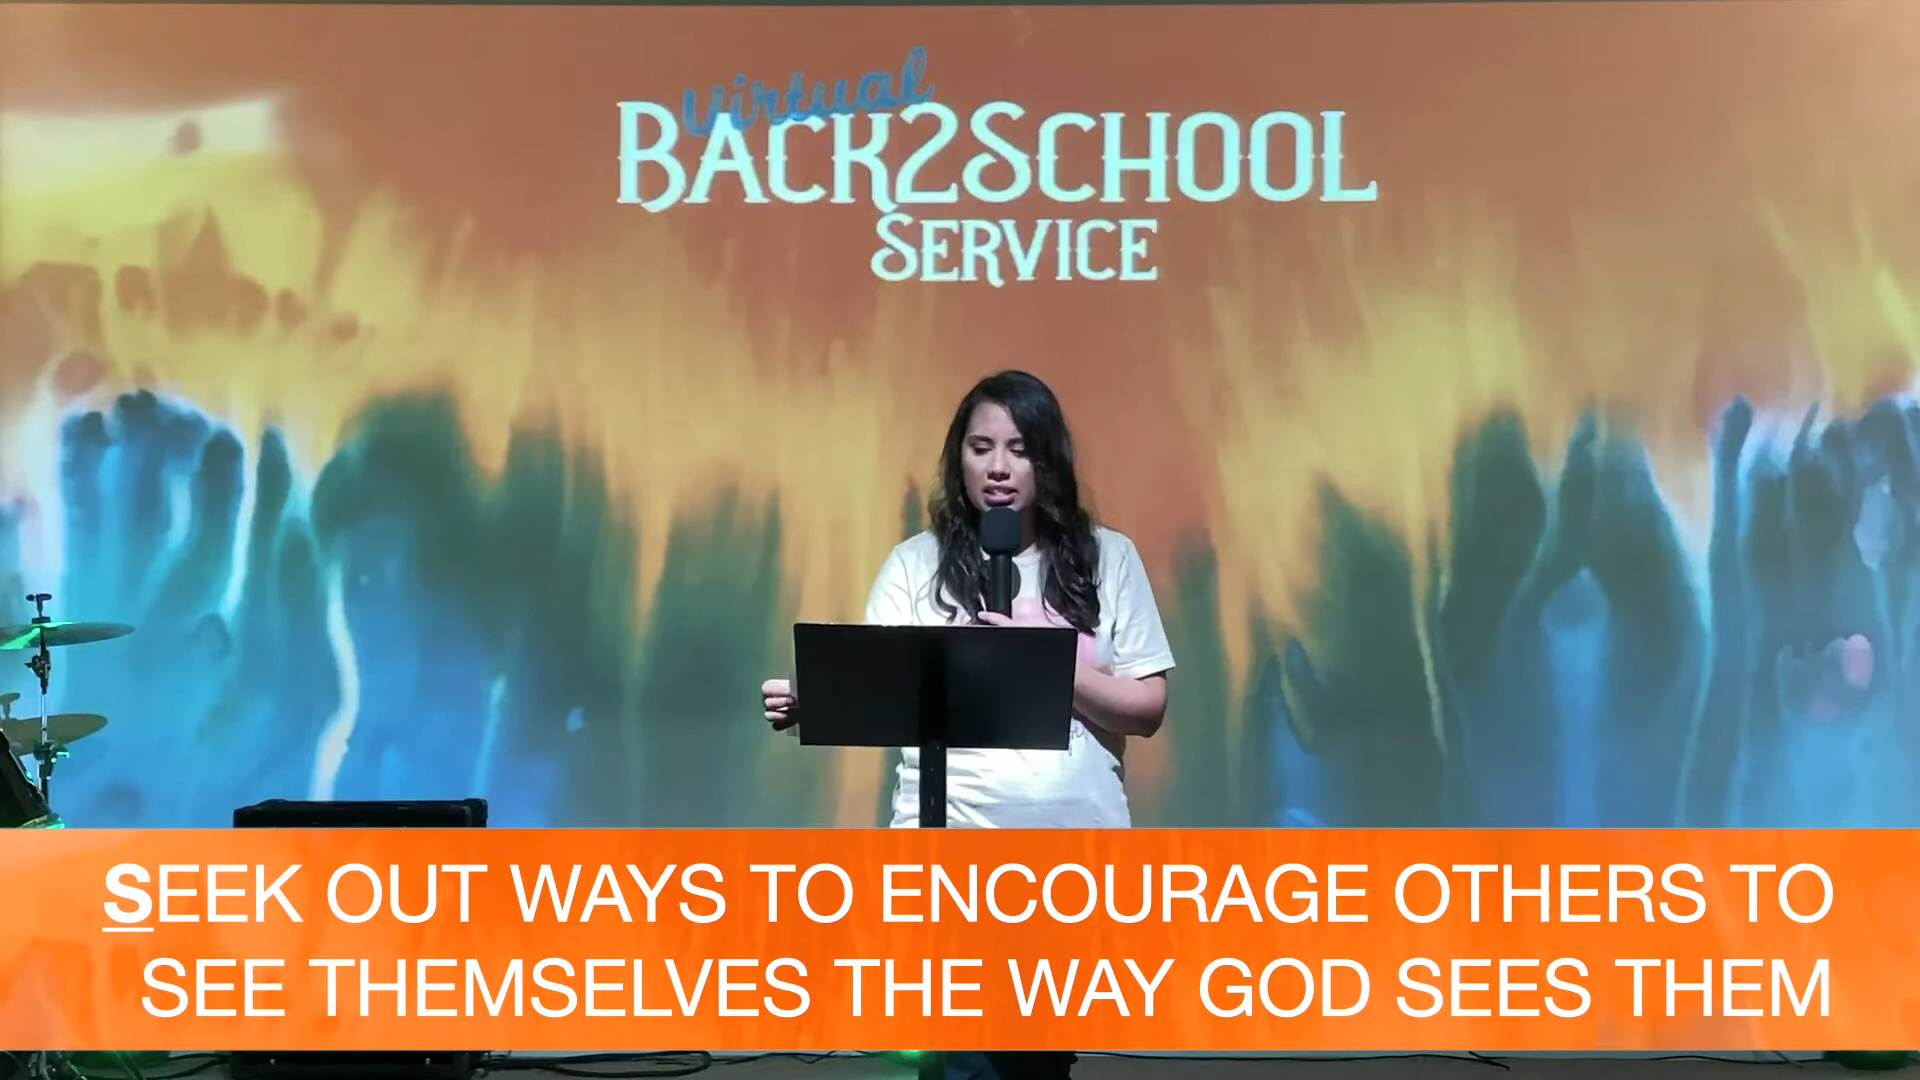 Virtual
BACK2SCHOOL
SERVICE
SEEK OUT WAYS TO ENCOURAGE OTHERS TO
SEE THEMSELVES THE WAY GOD SEES THEM